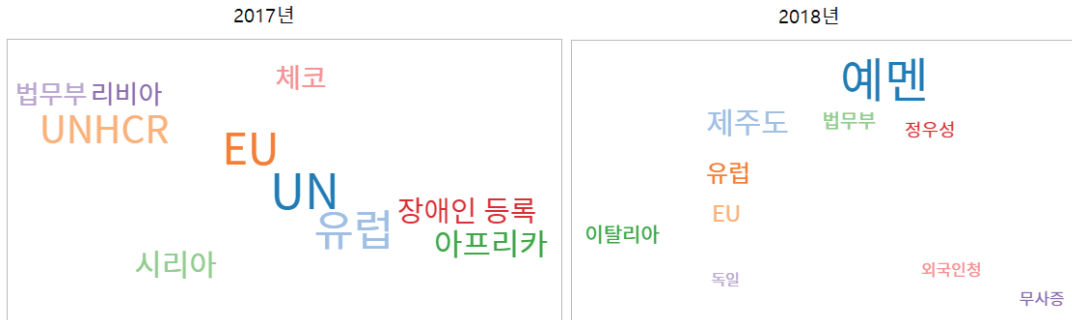 2017년
체코
법무부 리비아
UNHCR
EU
UN
유럽
장애인 등록
아프리카
시리아
2018년
예멘
제주도
법무부
정우성
유럽
EU
이탈리아
독일
외국인청
무사증